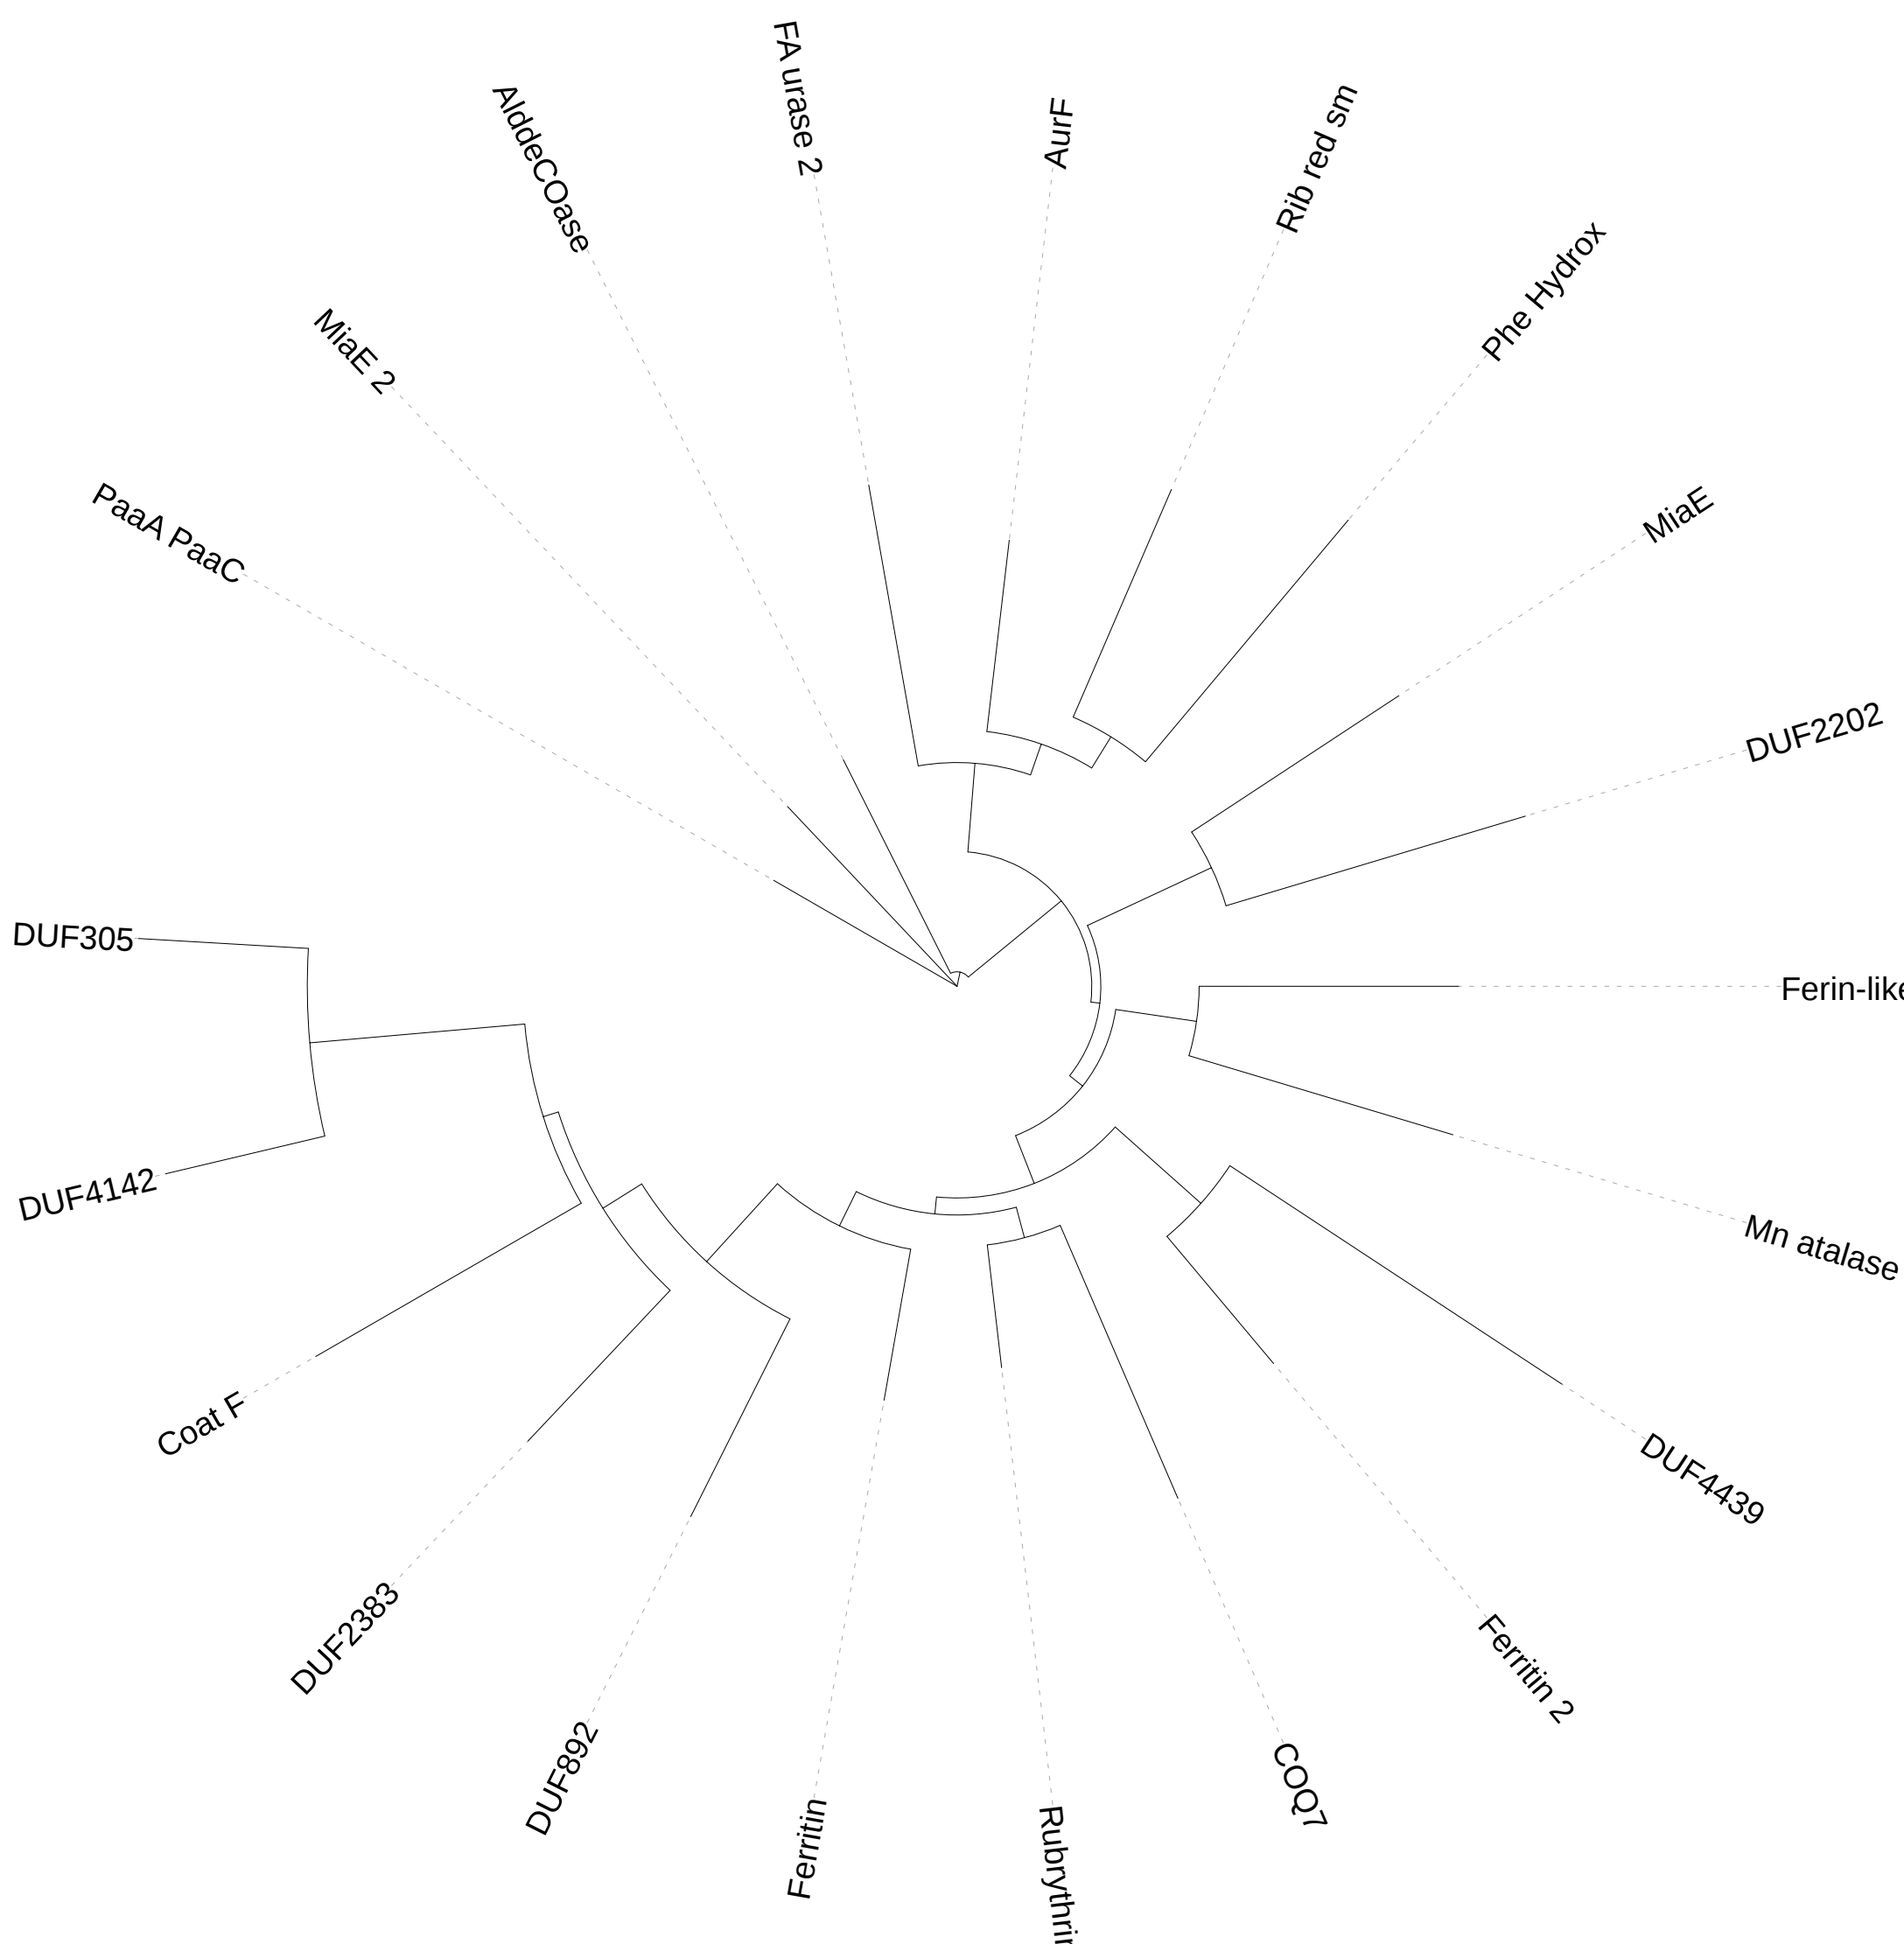 FA urase 2
AurF
Rib red sm
Phe Hydrox
MiaE
DUF2202
Ferin-like
Mn atalase
DUF4439
Ferritin 2
COQ7
Rubrythrin
Ferritin
DUF892
DUF2383
Coat F
DUF4142
DUF305
PaaA PaaC
MiaE 2
AlddeCOase